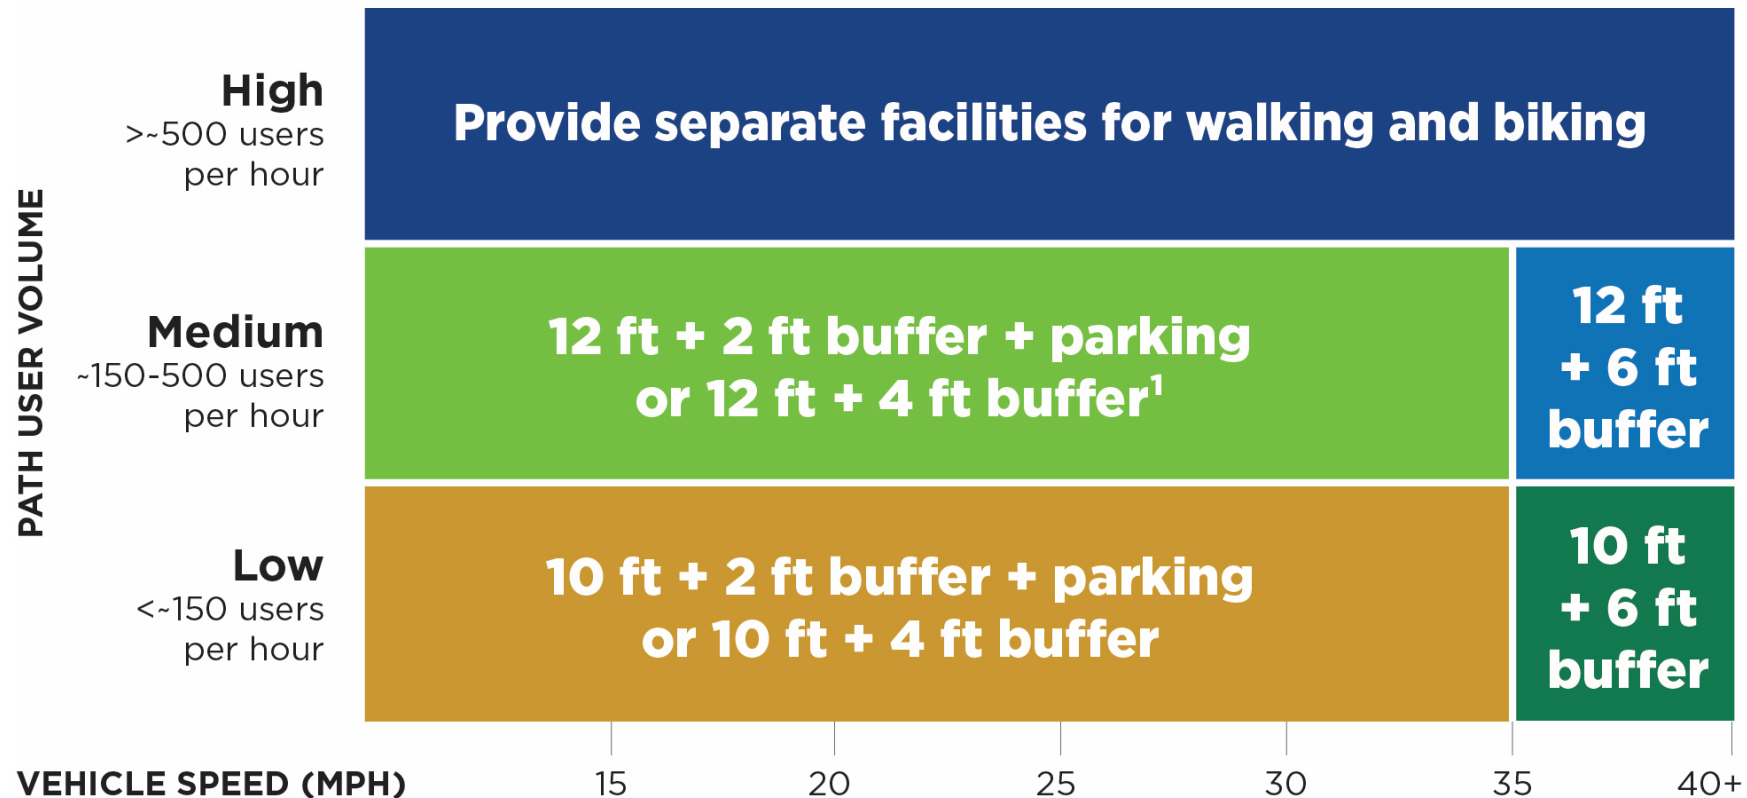 PATH USER VOLUME
High
>~500 users
per hour
Provide separate facilities for walking and biking
Medium
~150-500 users
per hour
12 ft + 2 ft buffer + parking
or 12 ft + 4 ft buffer¹
12 ft
+ 6 ft
buffer
Low
<~150 users
per hour
10 ft + 2 ft buffer + parking
or 10 ft + 4 ft buffer
10 ft
+ 6 ft
buffer
VEHICLE SPEED (MPH) 15 20 25 30 35 40+